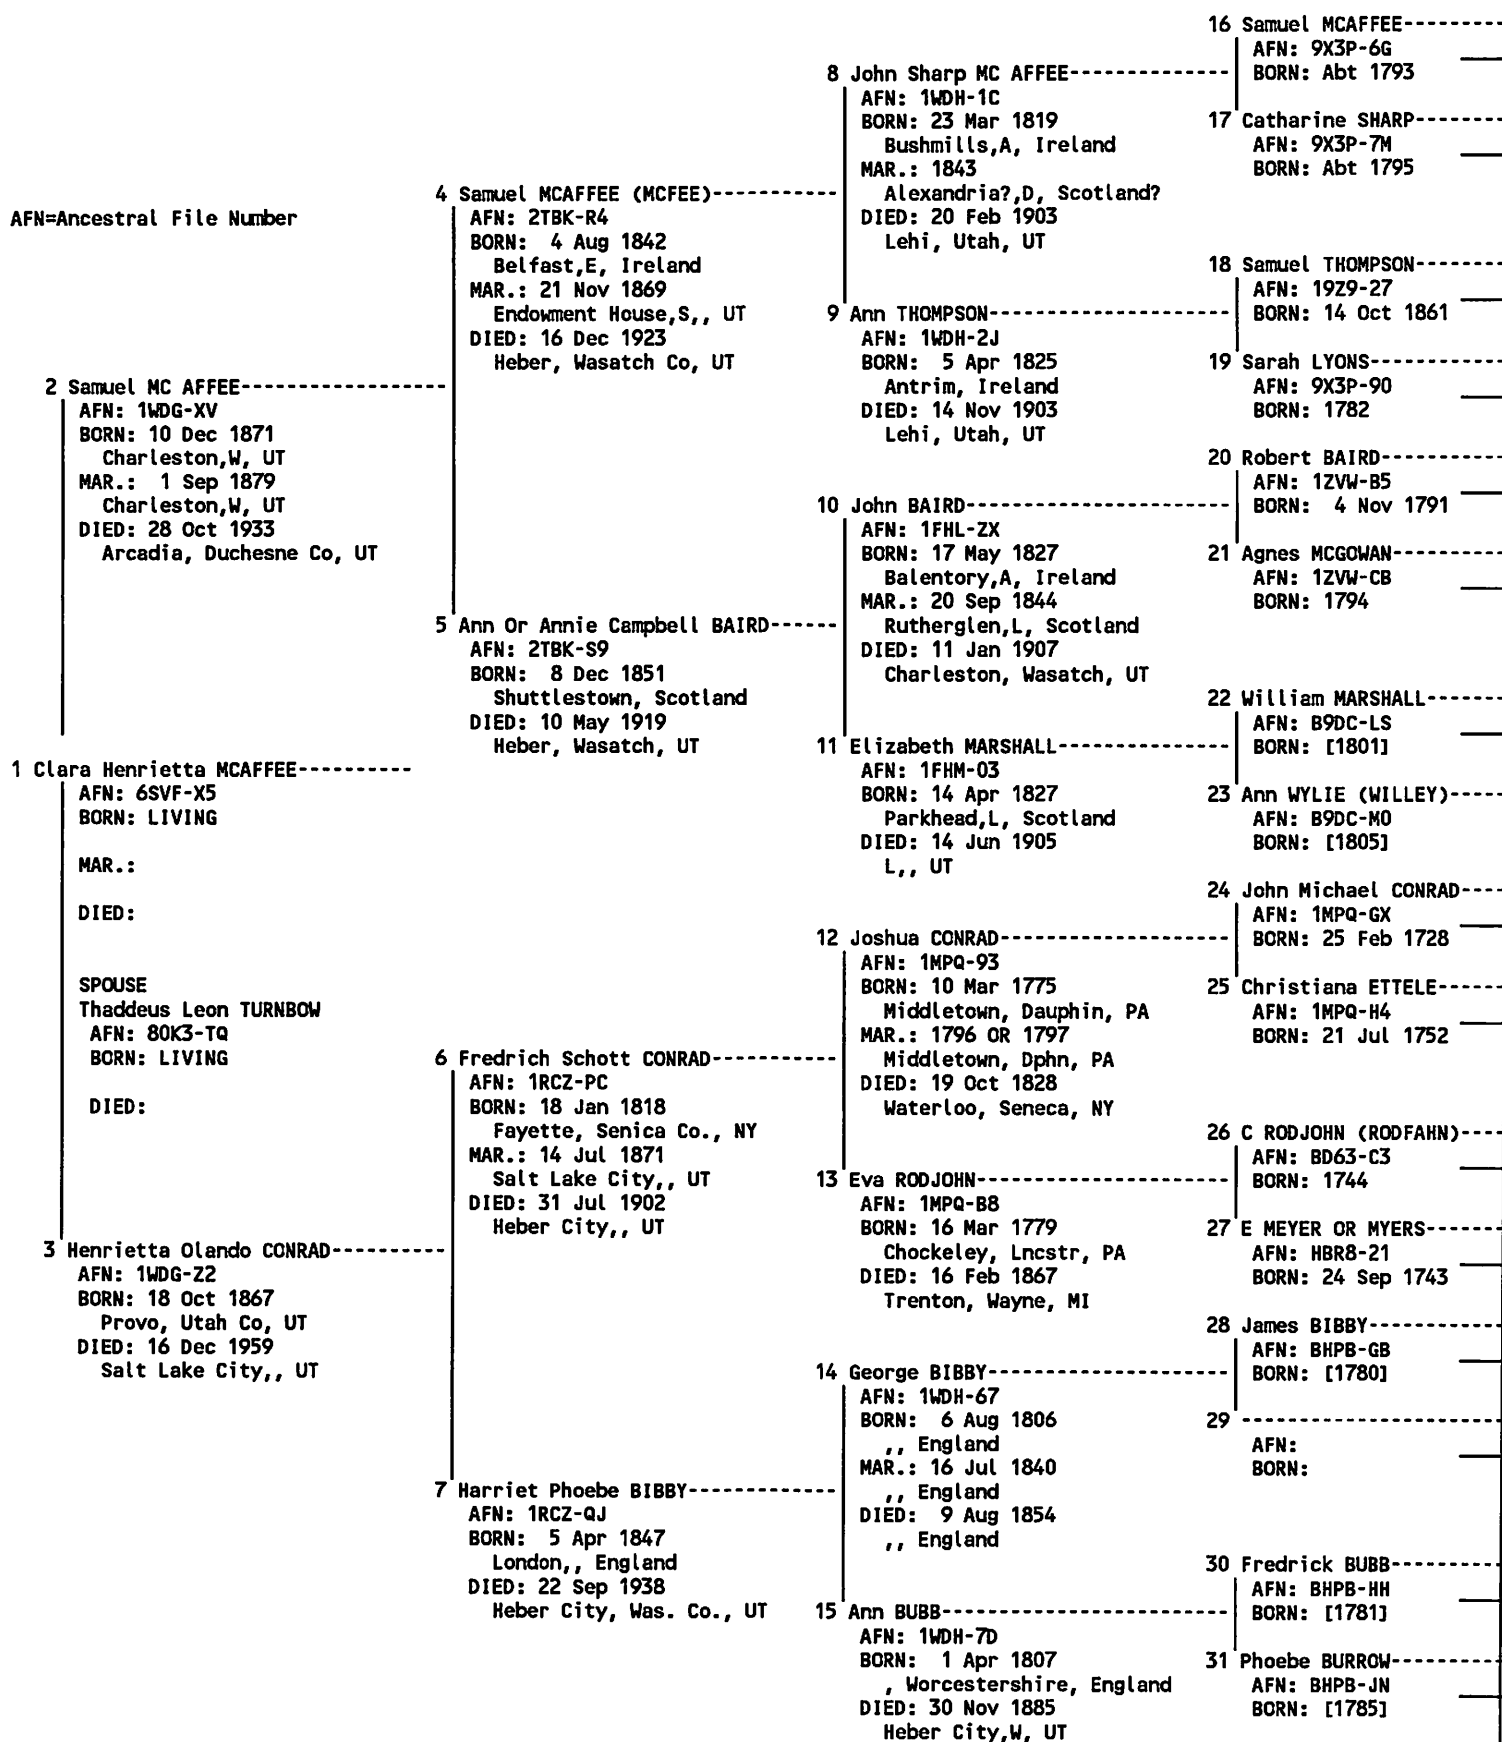 AFN=Ancestral File Number
1 Clara Henrietta MCAFFEE----------
AFN: 6SVF-X5
BORN: LIVING
MAR.:
DIED:
SPOUSE
Thaddeus Leon TURNBOW
AFN: 80K3-TQ
BORN: LIVING
DIED:
2 Samuel MC AFFEE-----------------
AFN: 1WDG-XV
BORN: 10 Dec 1871
Charleston,W, UT
MAR.: 1 Sep 1879
Charleston,W, UT
DIED: 28 Oct 1933
Arcadia, Duchesne Co, UT
3 Henrietta Olando CONRAD----------
AFN: 1WDG-Z2
BORN: 18 Oct 1867
Provo, Utah Co, UT
DIED: 16 Dec 1959
Salt Lake City,, UT
4 Samuel MCAFFEE (MCFEE)-----------
AFN: 2TBK-R4
BORN: 4 Aug 1842
Belfast,E, Ireland
MAR.: 21 Nov 1869
Endowment House,S,, UT
DIED: 16 Dec 1923
Heber, Wasatch Co, UT
5 Ann Or Annie Campbell BAIRD------
AFN: 2TBK-S9
BORN: 8 Dec 1851
Shuttlestown, Scotland
DIED: 10 May 1919
Heber, Wasatch, UT
6 Fredrich Schott CONRAD-----------
AFN: 1RCZ-PC
BORN: 18 Jan 1818
Fayette, Senica Co., NY
MAR.: 14 Jul 1871
Salt Lake City,, UT
DIED: 31 Jul 1902
Heber City,, UT
7 Harriet Phoebe BIBBY-------------
AFN: 1RCZ-QJ
BORN: 5 Apr 1847
London,, England
DIED: 22 Sep 1938
Heber City, Was. Co., UT
8 John Sharp MC AFFEE--------------
AFN: 1WDH-1C
BORN: 23 Mar 1819
Bushmills,A, Ireland
MAR.: 1843
Alexandria?,D, Scotland?
DIED: 20 Feb 1903
Lehi, Utah, UT
9 Ann THOMPSON---------------------
AFN: 1WDH-2J
BORN: 5 Apr 1825
Antrim, Ireland
DIED: 14 Nov 1903
Lehi, Utah, UT
10 John BAIRD-----------------------
AFN: 1FHL-ZX
BORN: 17 May 1827
Balentory,A, Ireland
MAR.: 20 Sep 1844
Rutherglen,L, Scotland
DIED: 11 Jan 1907
Charleston, Wasatch, UT
11 Elizabeth MARSHALL---------------
AFN: 1FHM-03
BORN: 14 Apr 1827
Parkhead,L, Scotland
DIED: 14 Jun 1905
L,, UT
12 Joshua CONRAD--------------------
AFN: 1MPQ-93
BORN: 10 Mar 1775
Middletown, Dauphin, PA
MAR.: 1796 OR 1797
Middletown, Dphn, PA
DIED: 19 Oct 1828
Waterloo, Seneca, NY
13 Eva RODJOHN----------------------
AFN: 1MPQ-B8
BORN: 16 Mar 1779
Chockeley, Lncstr, PA
DIED: 16 Feb 1867
Trenton, Wayne, MI
14 George BIBBY---------------------
AFN: 1WDH-67
BORN: 6 Aug 1806
,, England
MAR.: 16 Jul 1840
,, England
DIED: 9 Aug 1854
,, England
15 Ann BUBB-------------------------
AFN: 1WDH-7D
BORN: 1 Apr 1807
, Worcestershire, England
DIED: 30 Nov 1885
Heber City,W, UT
16 Samuel MCAFFEE---------
AFN: 9X3P-6G
BORN: Abt 1793
17 Catharine SHARP--------
AFN: 9X3P-7M
BORN: Abt 1795
18 Samuel THOMPSON--------
AFN: 19Z9-27
BORN: 14 Oct 1861
19 Sarah LYONS------------
AFN: 9X3P-90
BORN: 1782
20 Robert BAIRD-----------
AFN: 1ZVW-B5
BORN: 4 Nov 1791
21 Agnes MCGOWAN----------
AFN: 1ZVW-CB
BORN: 1794
22 William MARSHALL-------
AFN: B9DC-LS
BORN: [1801]
23 Ann WYLIE (WILLEY)-----
AFN: B9DC-M0
BORN: [1805]
24 John Michael CONRAD----
AFN: 1MPQ-GX
BORN: 25 Feb 1728
25 Christiana ETTELE------
AFN: 1MPQ-H4
BORN: 21 Jul 1752
26 C RODJOHN (RODFAHN)----
AFN: BD63-C3
BORN: 1744
27 E MEYER OR MYERS-------
AFN: HBR8-21
BORN: 24 Sep 1743
28 James BIBBY------------
AFN: BHPB-GB
BORN: [1780]
29 -----------------------
AFN:
BORN:
30 Fredrick BUBB----------
AFN: BHPB-HH
BORN: [1781]
31 Phoebe BURROW----------
AFN: BHPB-JN
BORN: [1785]